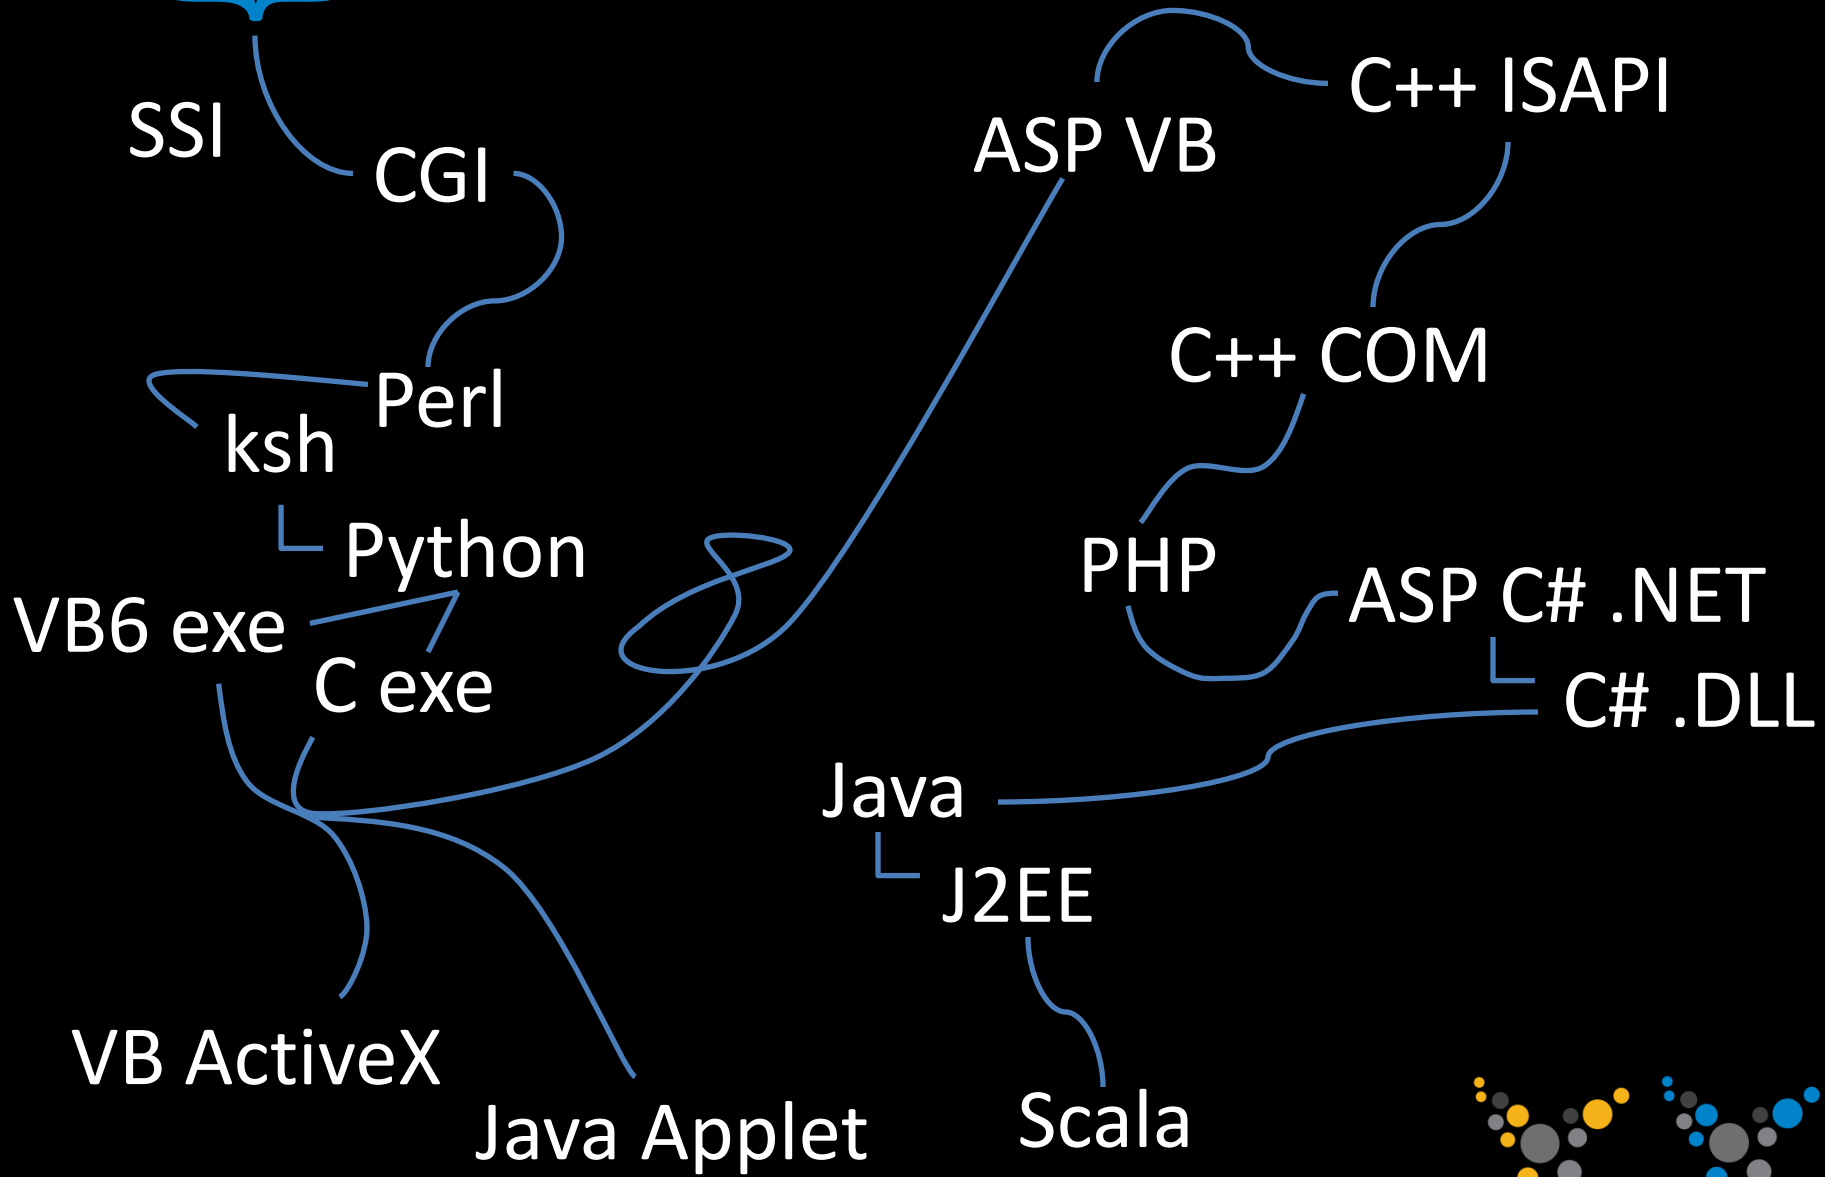 SSI
CGI
Perl
ksh
Python
VB6 exe
C exe
VB ActiveX
Java Applet
ASP VB
C++ ISAPI
C++ COM
PHP
ASP C# .NET
C# .DLL
Java
J2EE
Scala